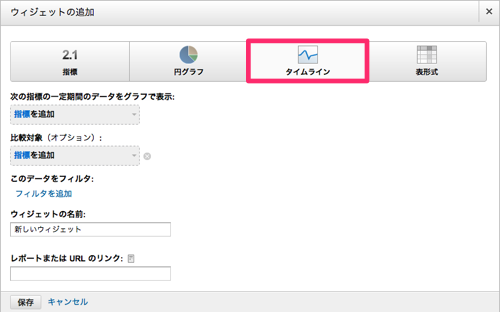 ウィジェットの追加
2.1
指標
円グラフ
タイムライン
表形式
次の指標の一定期間のデータをグラフで表示:
指標を追加
比較対象（オプション）:
指標を追加
このデータをフィルタ:
フィルタを追加
ウィジェットの名前:
新しいウィジェット
レポートまたは URL のリンク:
保存 キャンセル